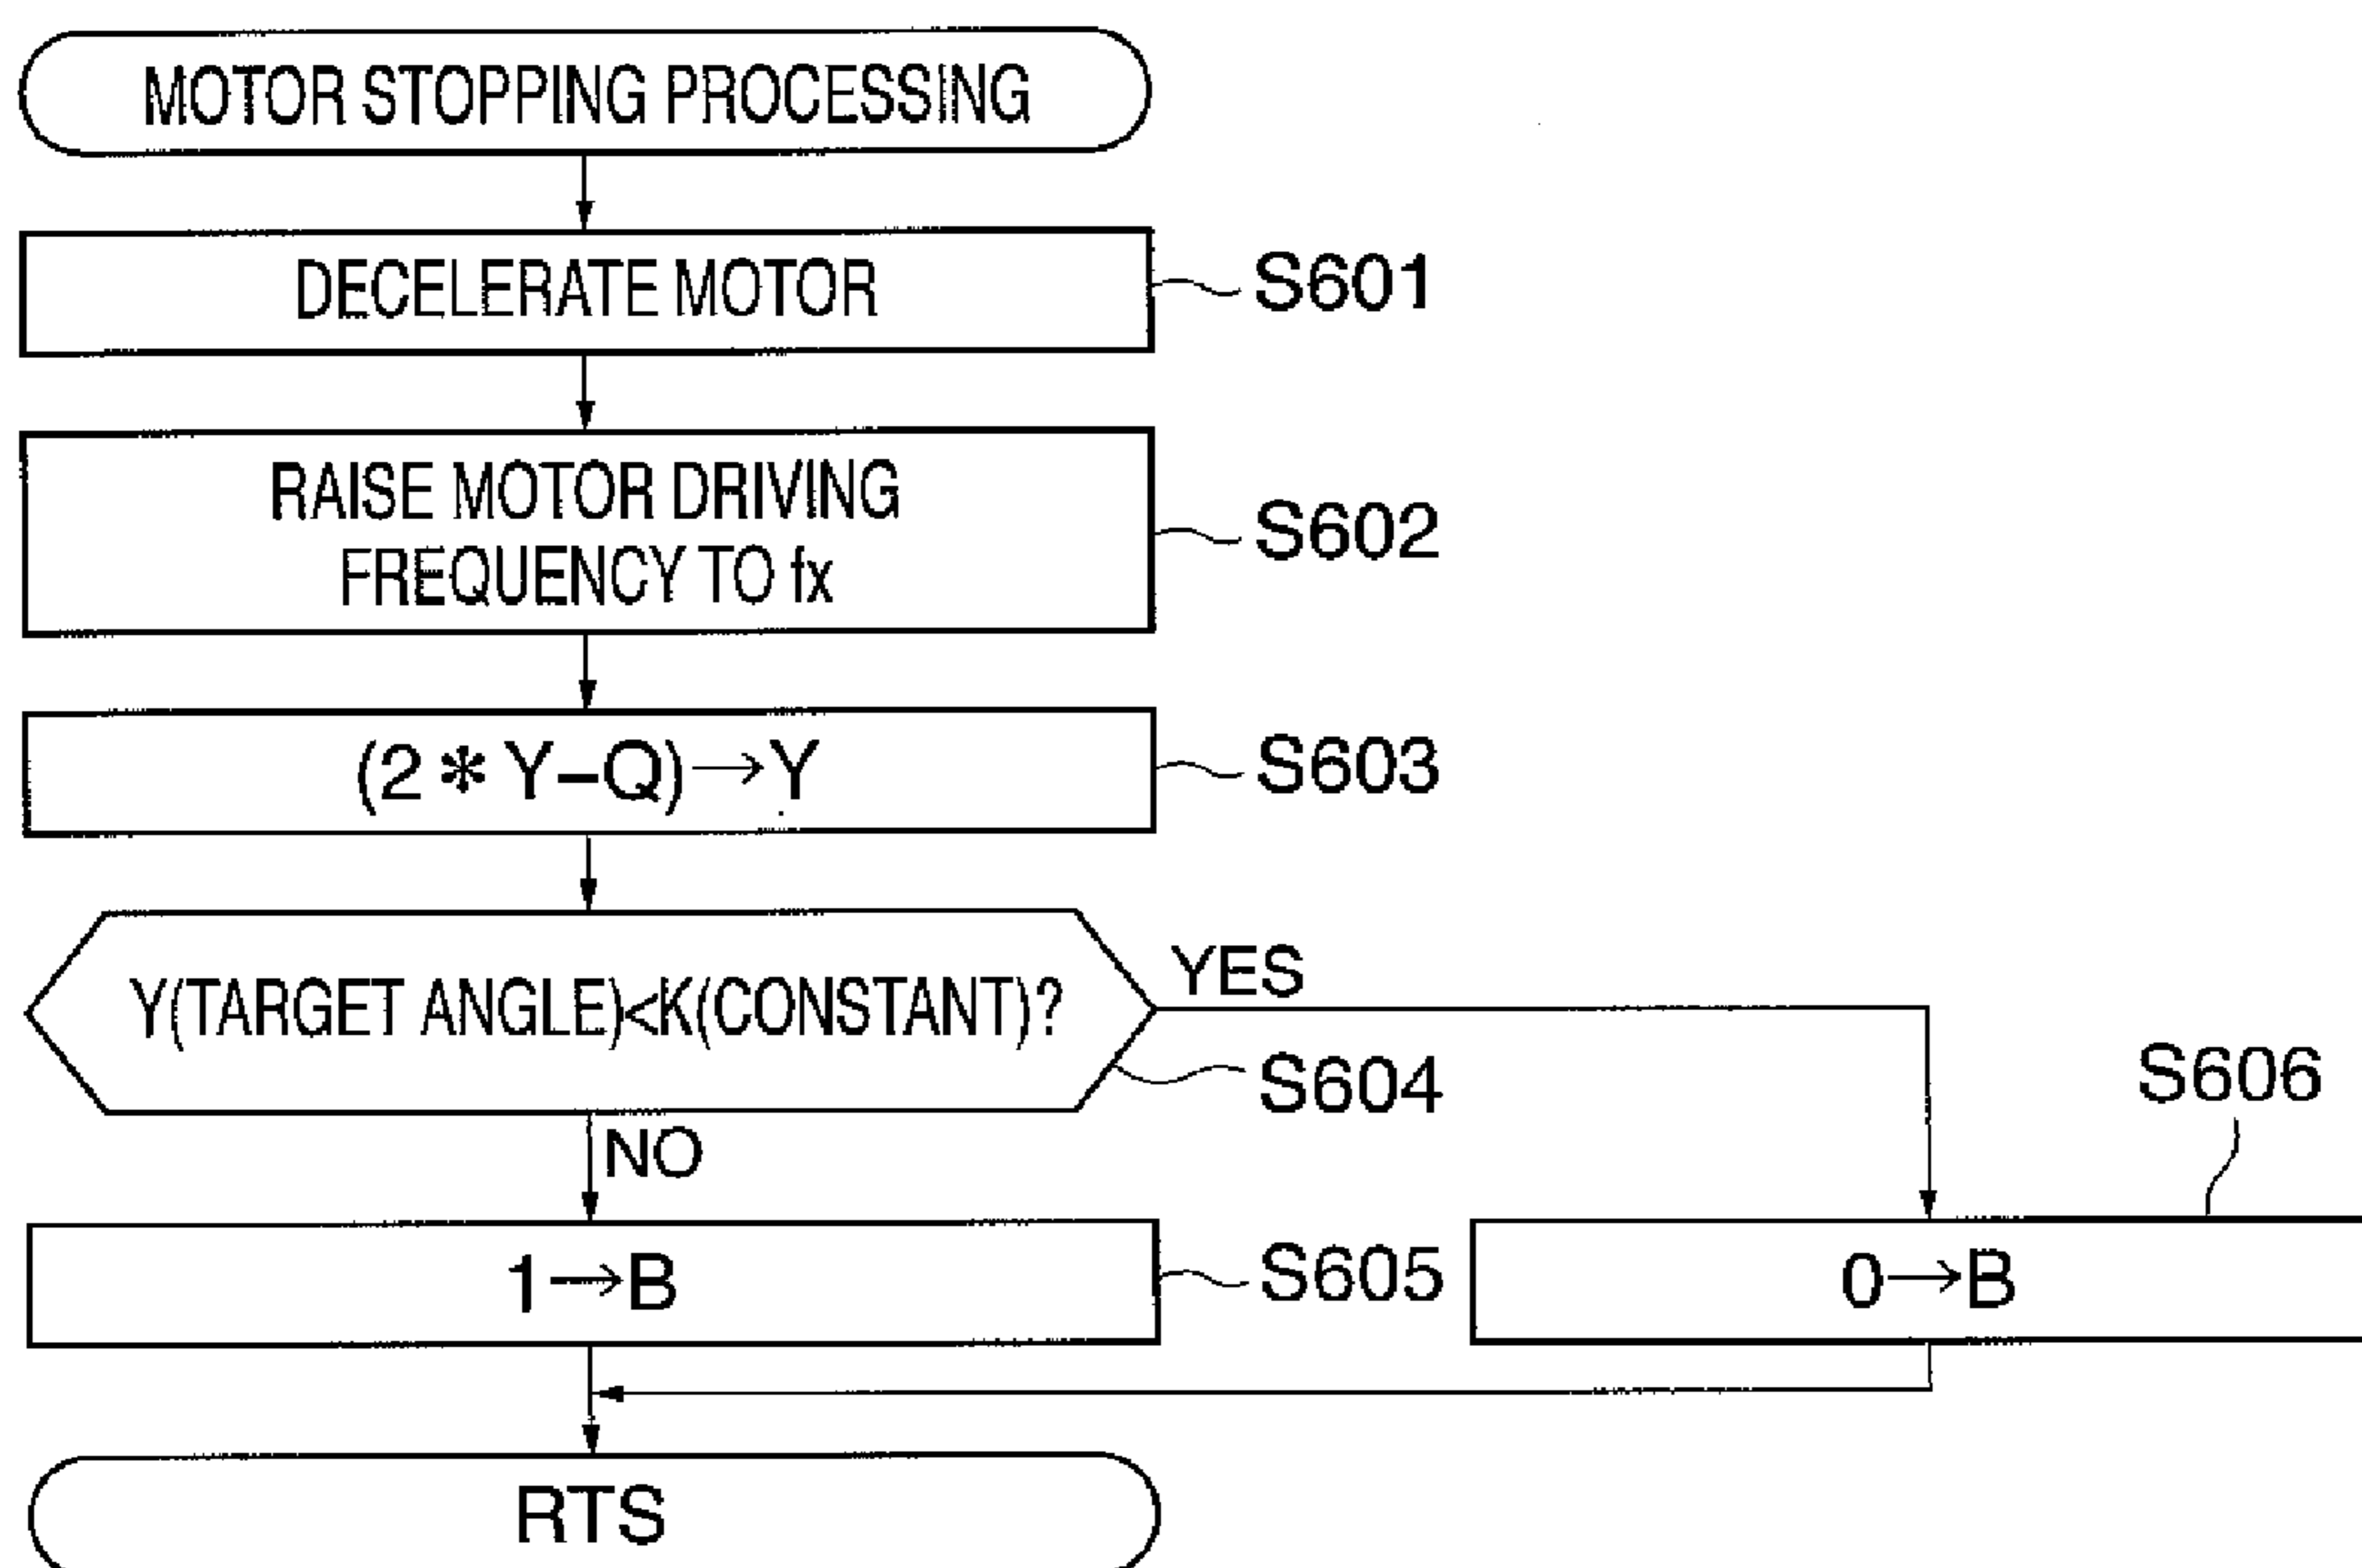 MOTOR STOPPING PROCESSING
DECELERATE MOTOR
S601
RAISE MOTOR DRIVING
FREQUENCY TO fx
S602
(2 * Y-Q)→Y
S603
Y(TARGET ANGLE)<K(CONSTANT)?
YES
S604
NO
S606
1→B
S605
0→B
RTS